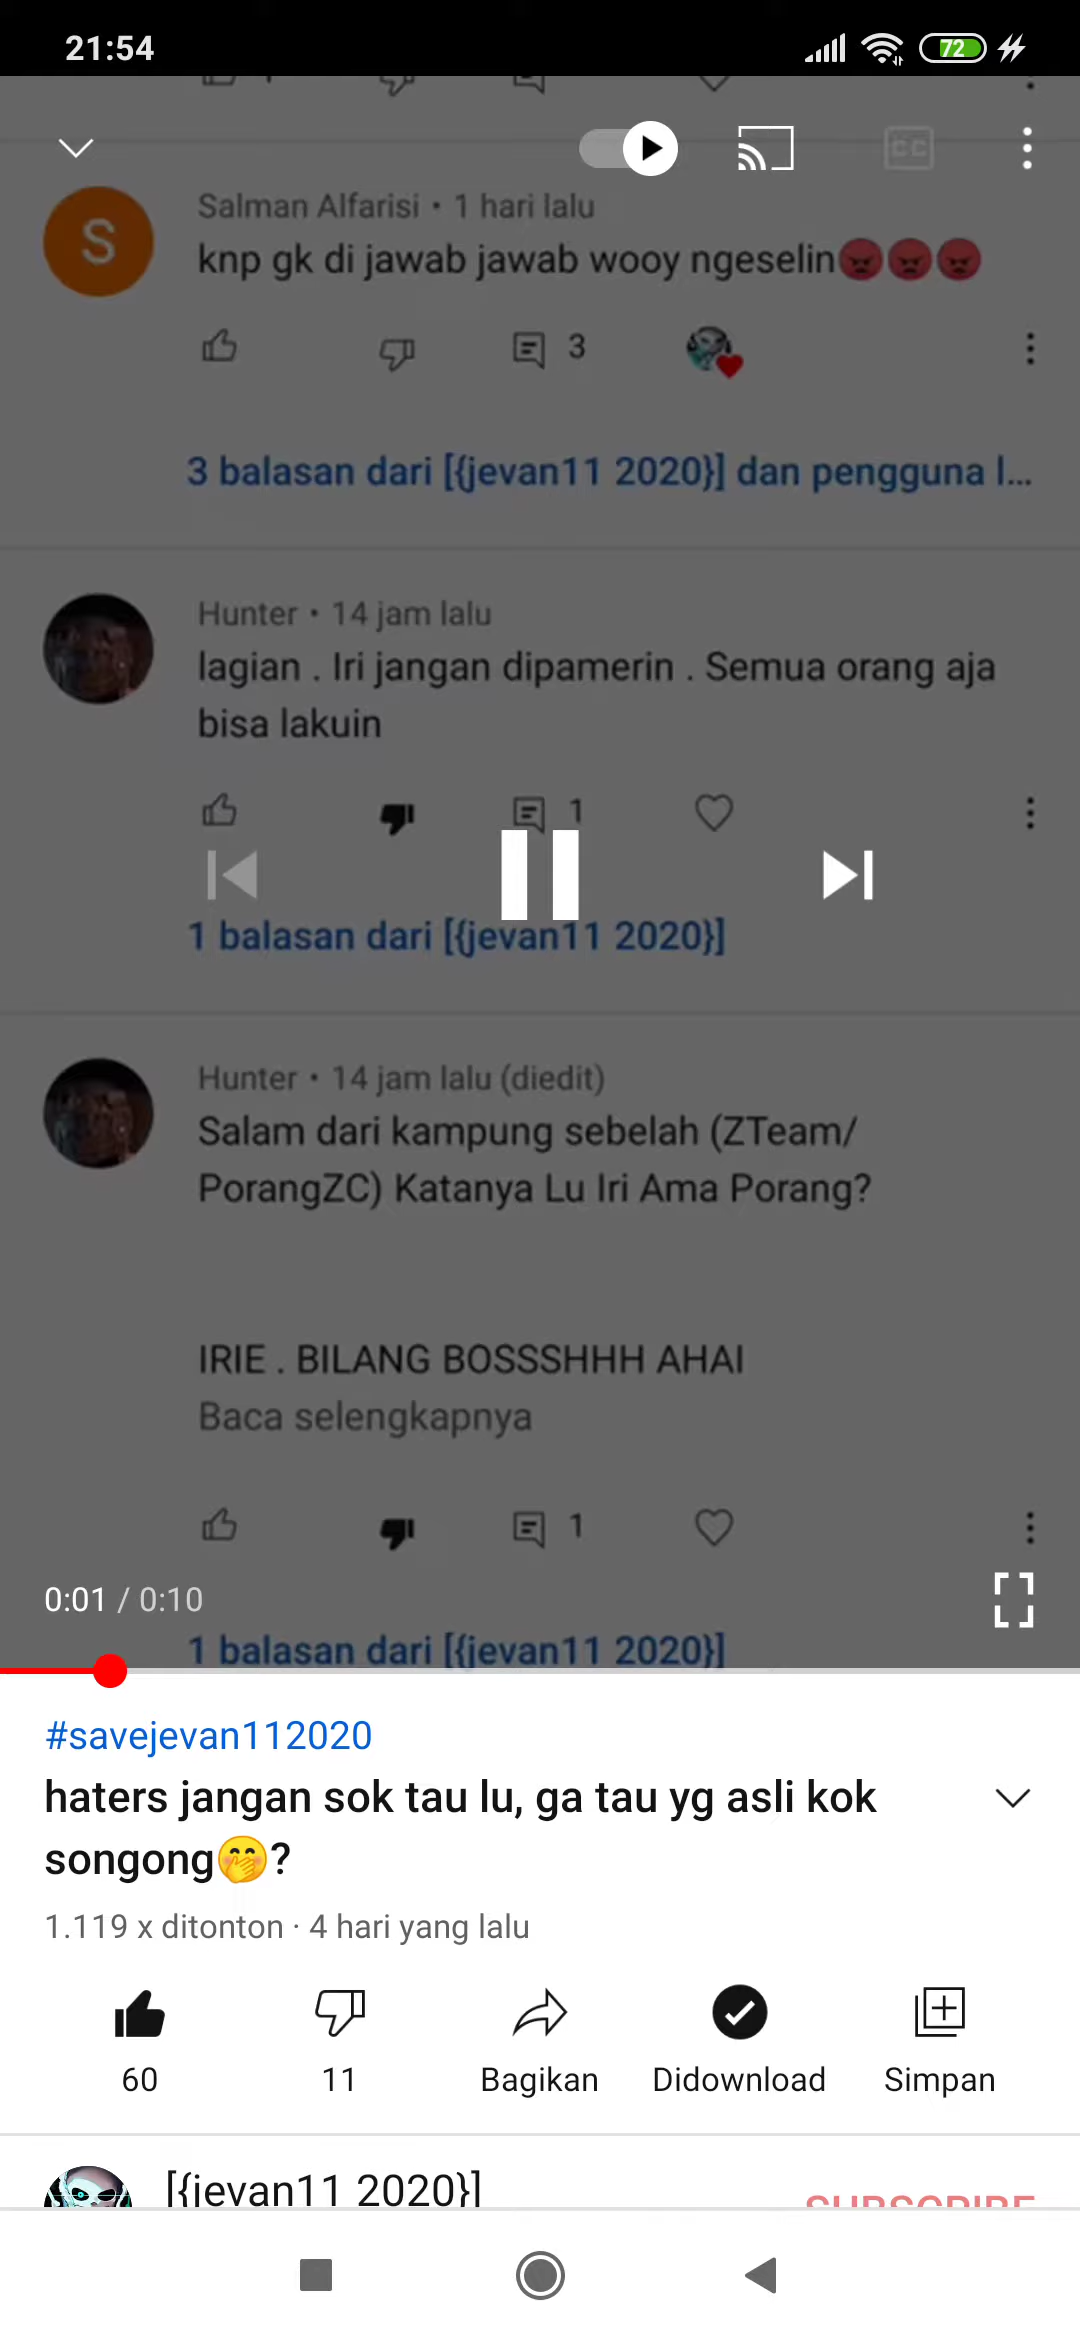 21:54
72
CC
S
Salman Alfarisi • 1 hari lalu
knp gk di jawab jawab wooy ngeselin😡😡😡
3
3 balasan dari [{jevan11 2020}] dan pengguna l...
Hunter • 14 jam lalu
lagian . Iri jangan dipamerin . Semua orang aja
bisa lakuin
1
1 balasan dari [{jevan11 2020}]
Hunter • 14 jam lalu (diedit)
Salam dari kampung sebelah (ZTeam/
PorangZC) Katanya Lu Iri Ama Porang?
IRIE . BILANG BOSSSHHH AHAI
Baca selengkapnya
1
0:01 / 0:10
1 balasan dari [{jevan11 2020}]
#savejevan112020
haters jangan sok tau lu, ga tau yg asli kok
songong🤭?
1.119 x ditonton · 4 hari yang lalu
60
11
Bagikan
Didownload
Simpan
[{jevan11 2020}]
SUBSCRIBE